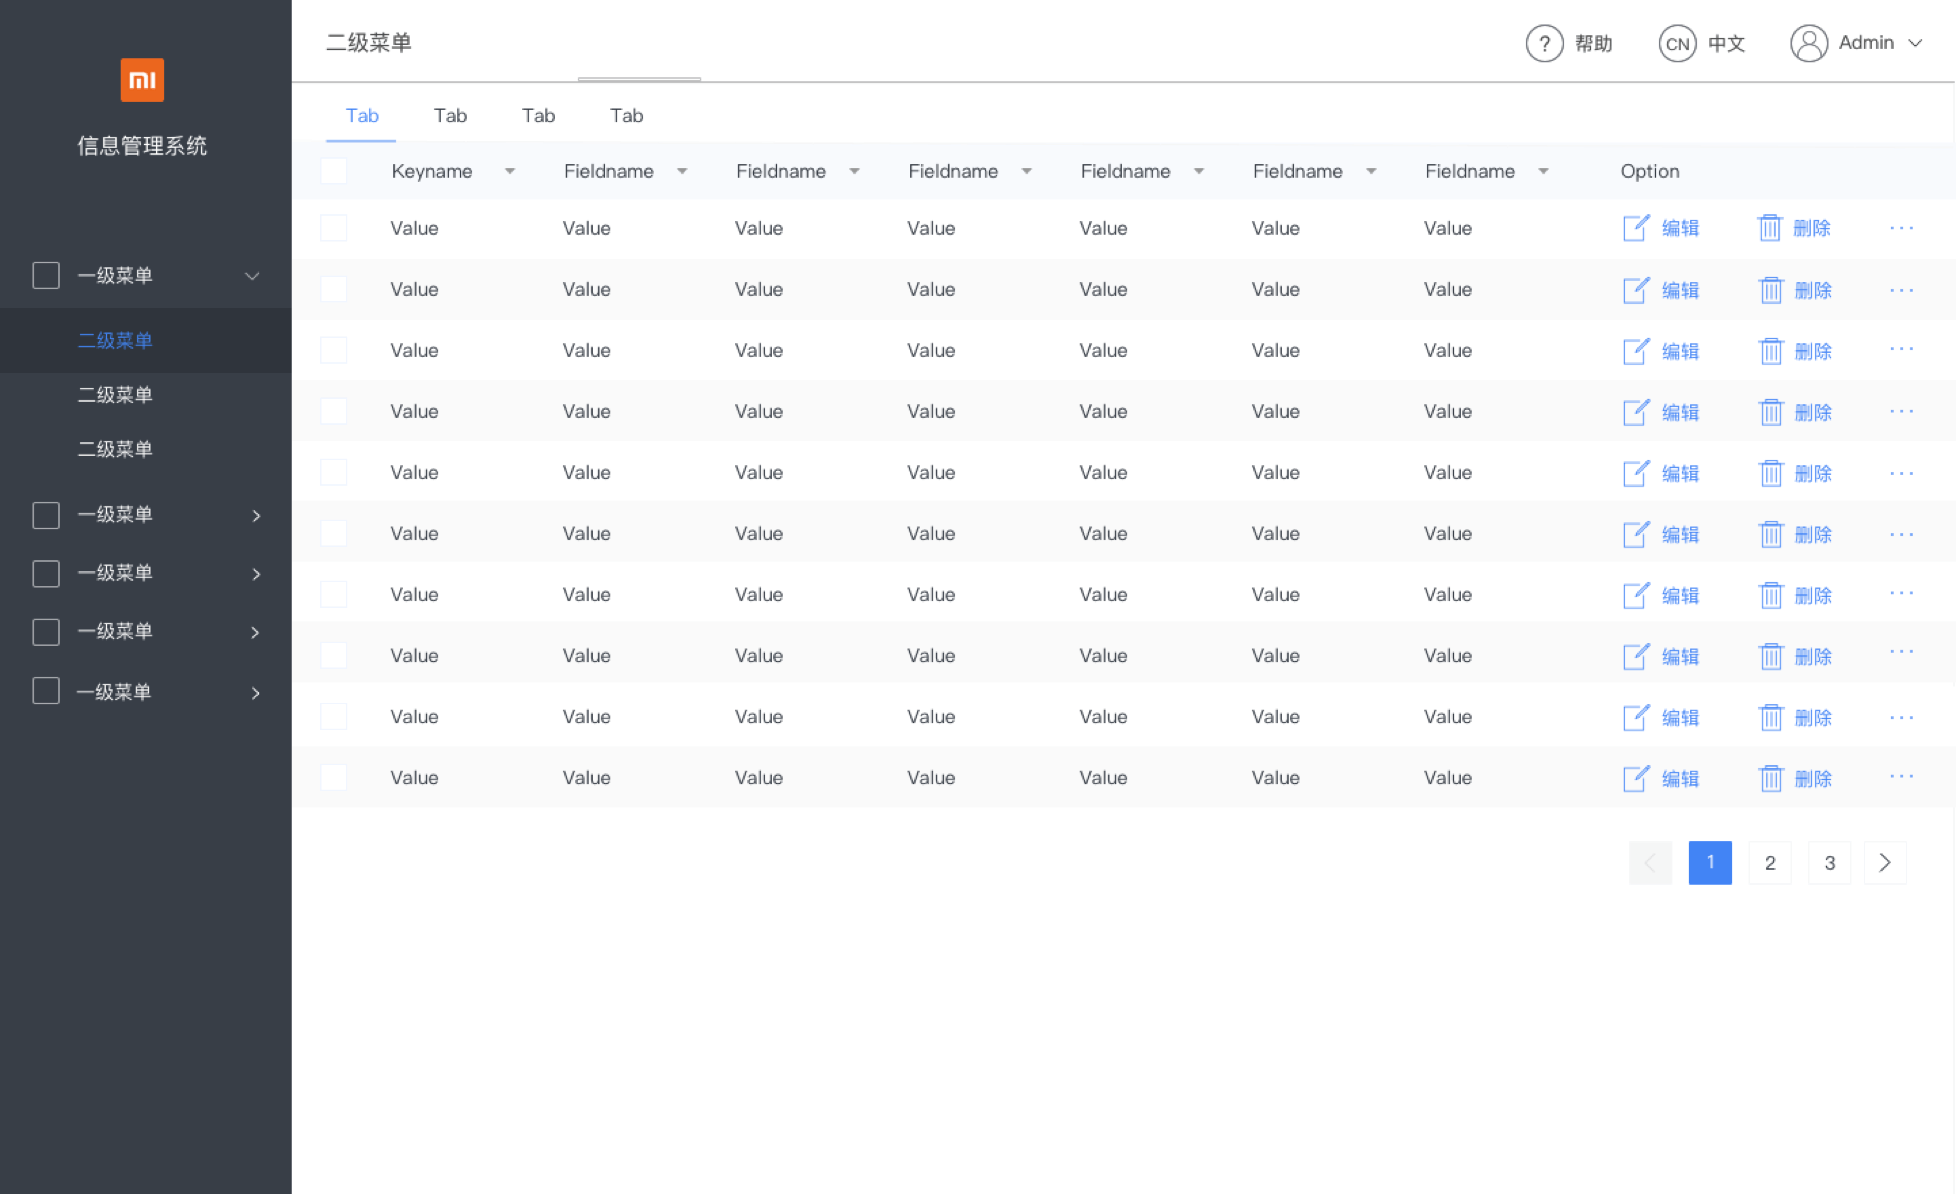 mi
信息管理系统
一级菜单
二级菜单
二级菜单
二级菜单
一级菜单
一级菜单
一级菜单
一级菜单
二级菜单
? 帮助 CN 中文 Admin
Tab Tab Tab Tab
Keyname Fieldname Fieldname Fieldname Fieldname Fieldname Fieldname Option
Value Value Value Value Value Value Value 编辑 删除 ···
Value Value Value Value Value Value Value 编辑 删除 ···
Value Value Value Value Value Value Value 编辑 删除 ···
Value Value Value Value Value Value Value 编辑 删除 ···
Value Value Value Value Value Value Value 编辑 删除 ···
Value Value Value Value Value Value Value 编辑 删除 ···
Value Value Value Value Value Value Value 编辑 删除 ···
Value Value Value Value Value Value Value 编辑 删除 ···
Value Value Value Value Value Value Value 编辑 删除 ···
Value Value Value Value Value Value Value 编辑 删除 ···
1 2 3